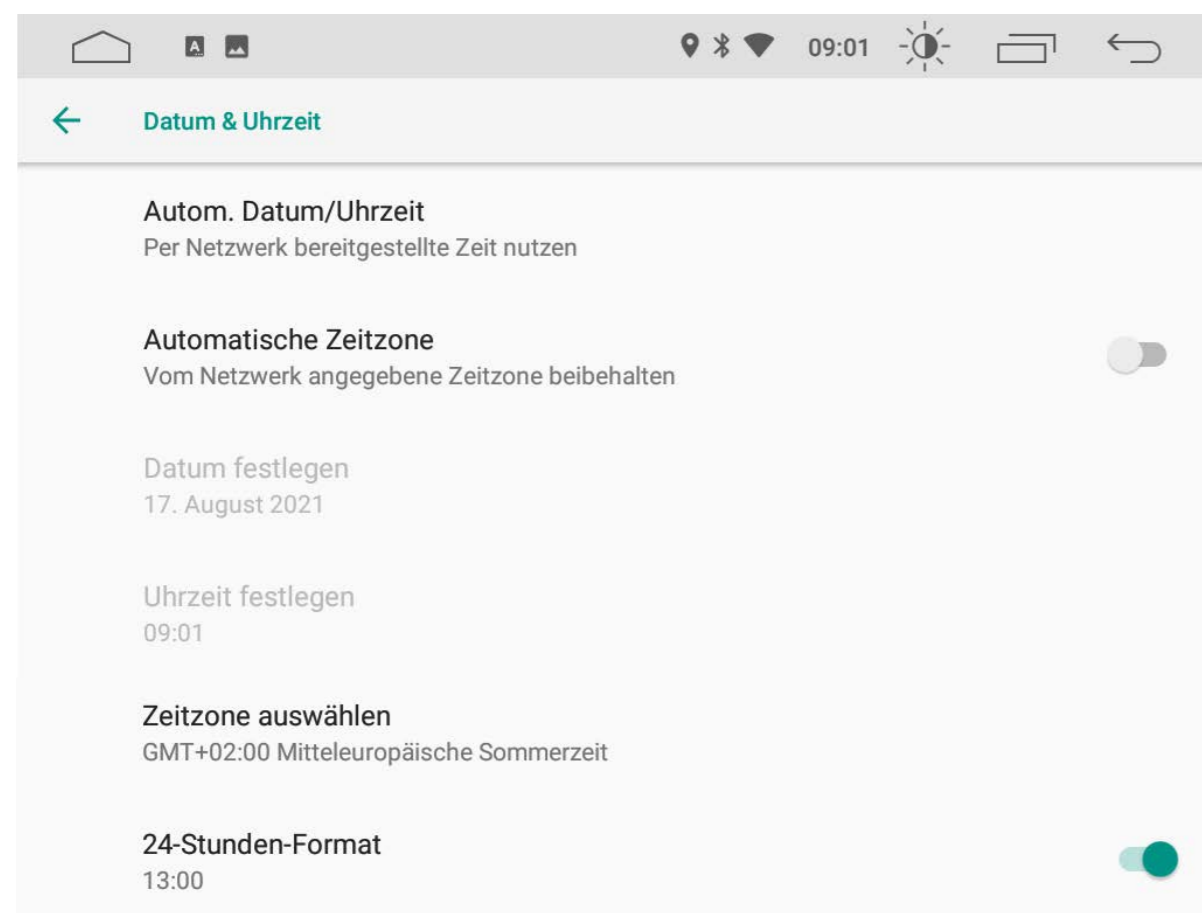 A
09:01
Datum & Uhrzeit
Autom. Datum/Uhrzeit
Per Netzwerk bereitgestellte Zeit nutzen
Automatische Zeitzone
Vom Netzwerk angegebene Zeitzone beibehalten
Datum festlegen
17. August 2021
Uhrzeit festlegen
09:01
Zeitzone auswählen
GMT+02:00 Mitteleuropäische Sommerzeit
24-Stunden-Format
13:00